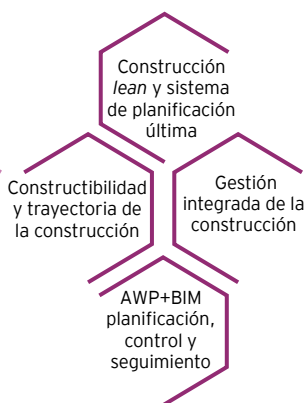 Construcción
lean y sistema
de planificación
última
Constructibilidad
y trayectoria de
la construcción
Gestión
integrada de la
construcción
AWP+BIM
planificación,
control y
seguimiento